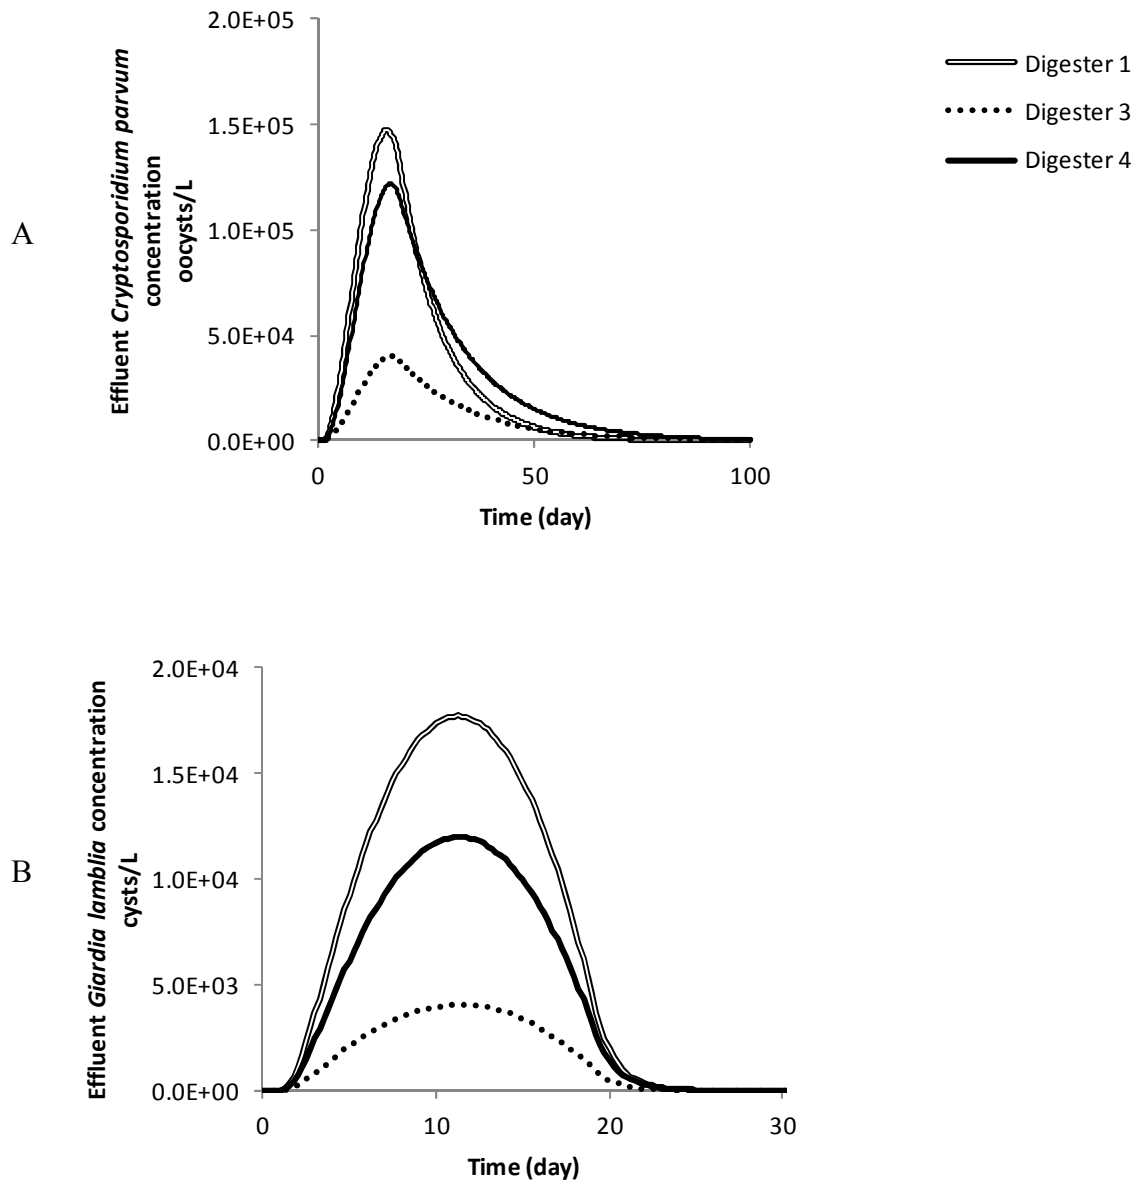 A
Effluent Cryptosporidium parvum
concentration
oocysts/L
2.0E+05
1.5E+05
1.0E+05
5.0E+04
0.0E+00
0
50
100
Time (day)
Digester 1
Digester 3
Digester 4
B
Effluent Giardia lamblia concentration
cysts/L
2.0E+04
1.5E+04
1.0E+04
5.0E+03
0.0E+00
0
10
20
30
Time (day)